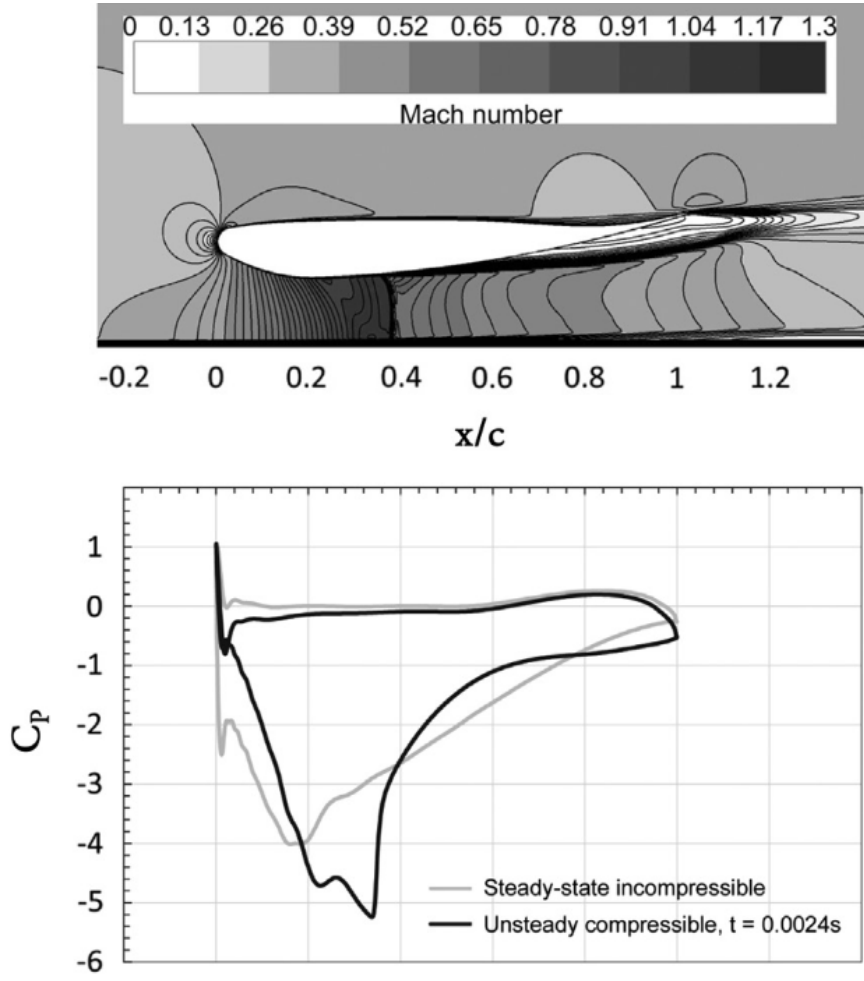 0 0.13 0.26 0.39 0.52 0.65 0.78 0.91 1.04 1.17 1.3
Mach number
-0.2 0 0.2 0.4 0.6 0.8 1 1.2
x/c
1
0
-1
-2
-3
-4
-5
-6
CP
Steady-state incompressible
Unsteady compressible, t = 0.0024s